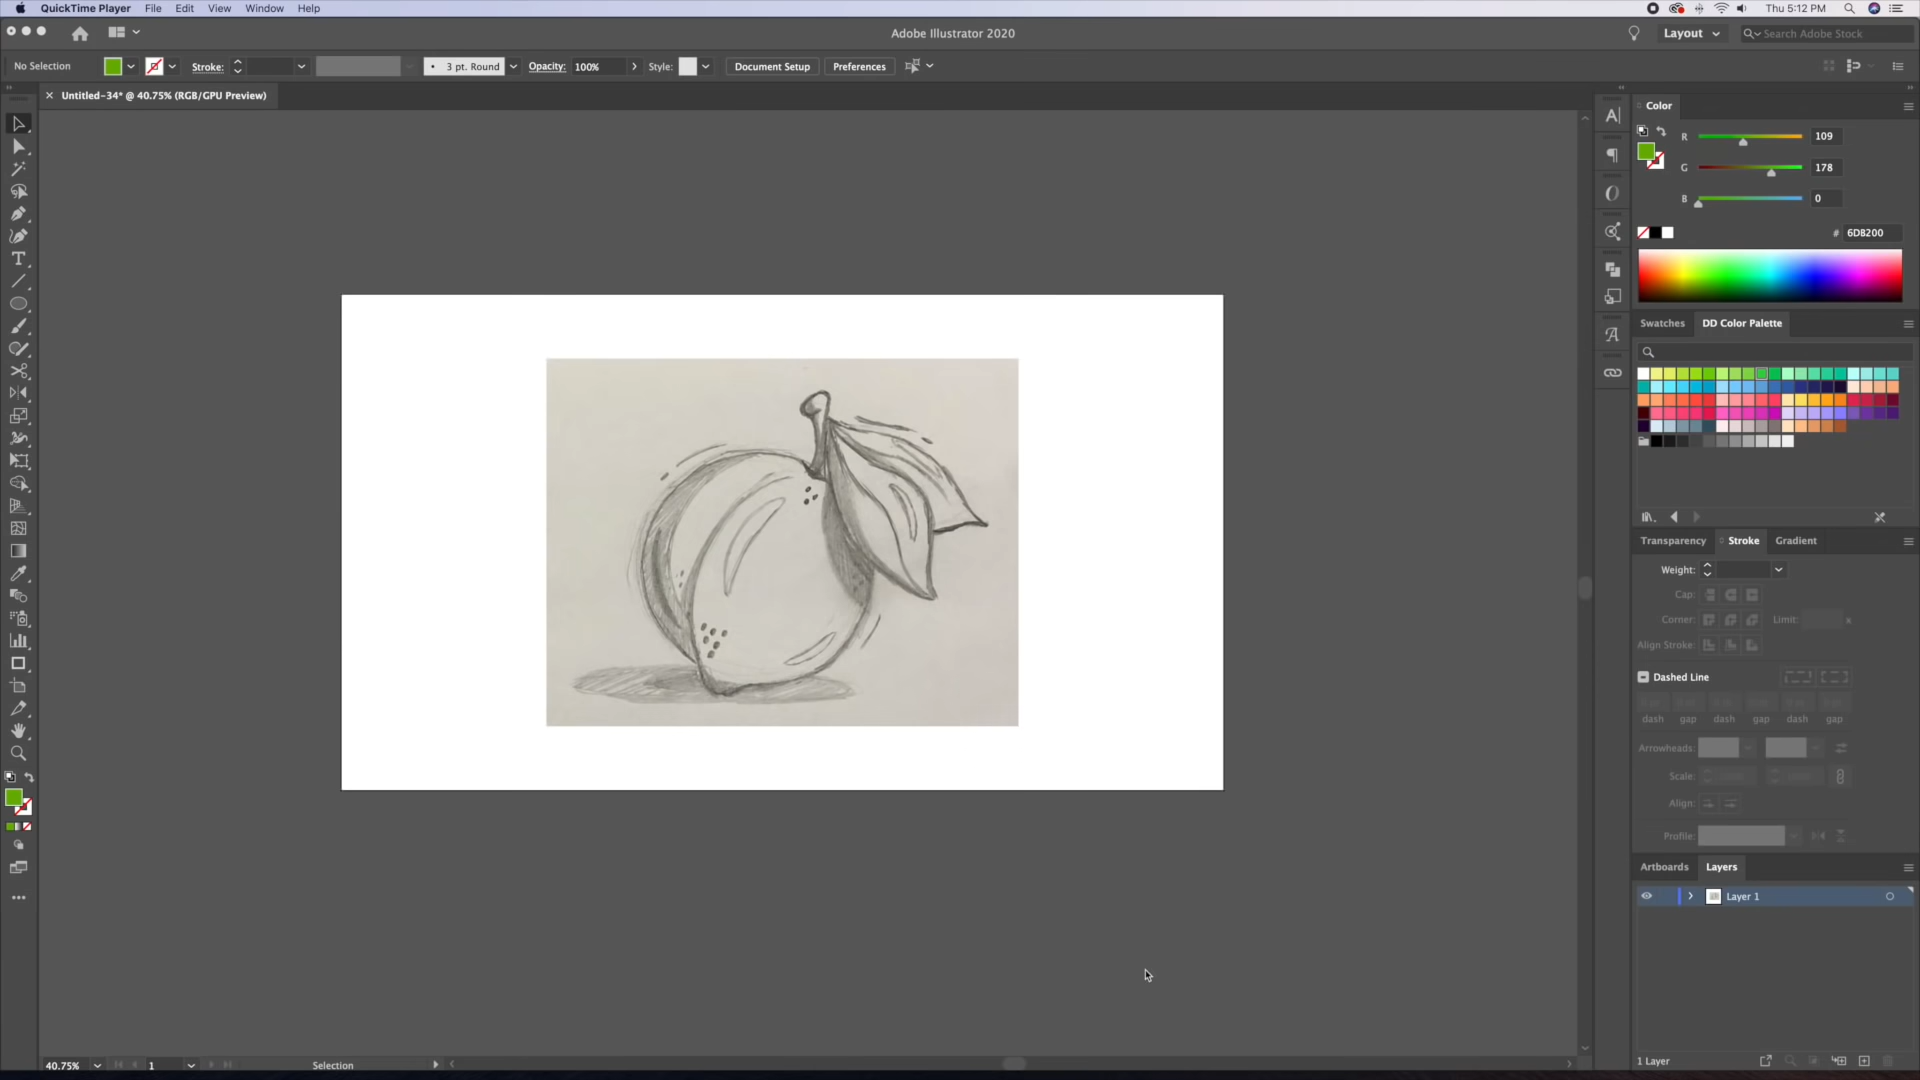 QuickTime Player File Edit View Window Help Thu 5:12 PM
Adobe Illustrator 2020 Layout Search Adobe Stock
No Selection Stroke: 3 pt. Round Opacity: 100% Style: Document Setup Preferences
Untitled-34* @ 40.75% (RGB/GPU Preview)
Color
R 109
G 178
B 0
# 6DB200
Swatches DD Color Palette
Transparency Stroke Gradient
Weight:
Cap:
Corner: Limit: x
Align Stroke:
Dashed Line
dash gap dash gap dash gap
Arrowheads:
Scale:
Align:
Profile:
Artboards Layers
Layer 1
1 Layer
40.75% 1 Selection